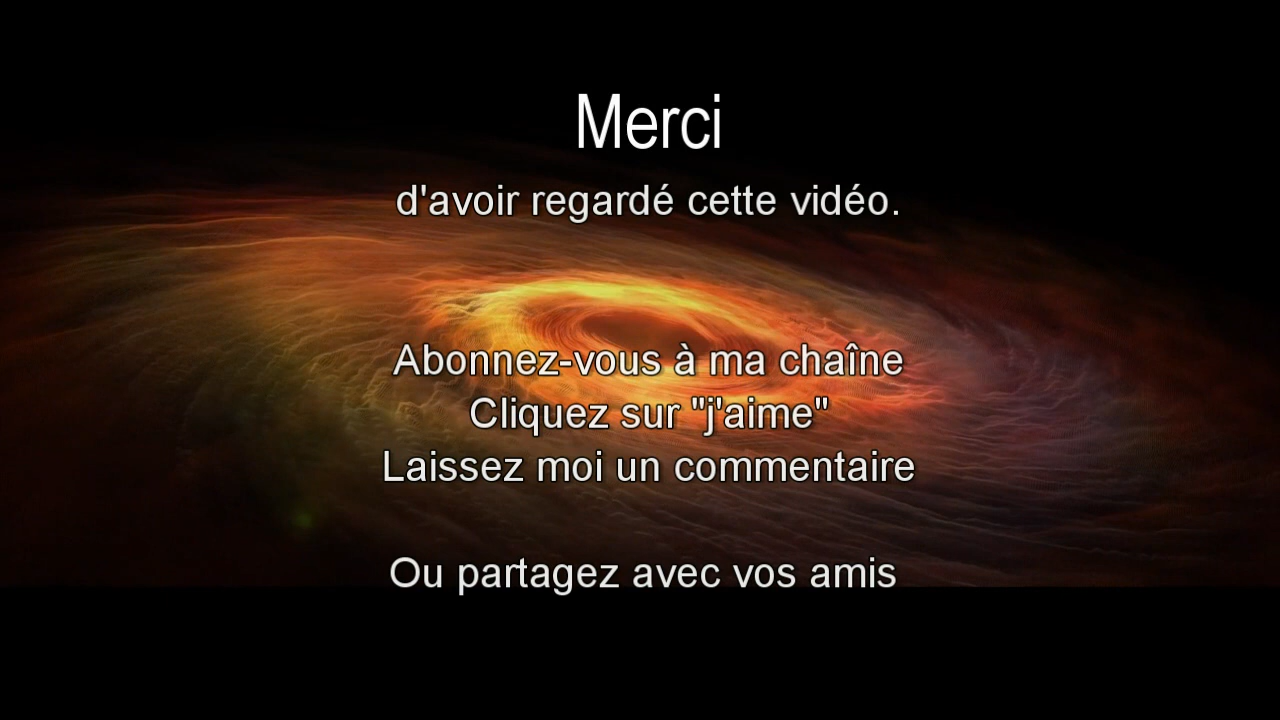 Merci
d'avoir regardé cette vidéo.
Abonnez-vous à ma chaîne
Cliquez sur "j'aime"
Laissez moi un commentaire
Ou partagez avec vos amis